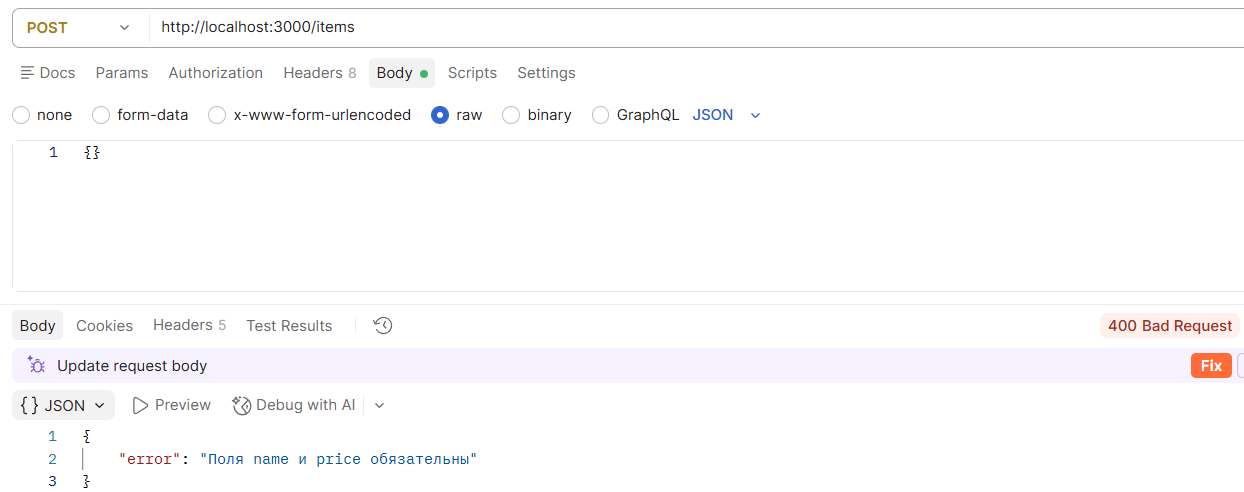 POST http://localhost:3000/items
Docs Params Authorization Headers 8 Body Scripts Settings
none form-data x-www-form-urlencoded raw binary GraphQL JSON
1 {}
Body Cookies Headers 5 Test Results 400 Bad Request
Update request body Fix
{} JSON Preview Debug with AI
1 {
2 "error": "Поля name и price обязательны"
3 }